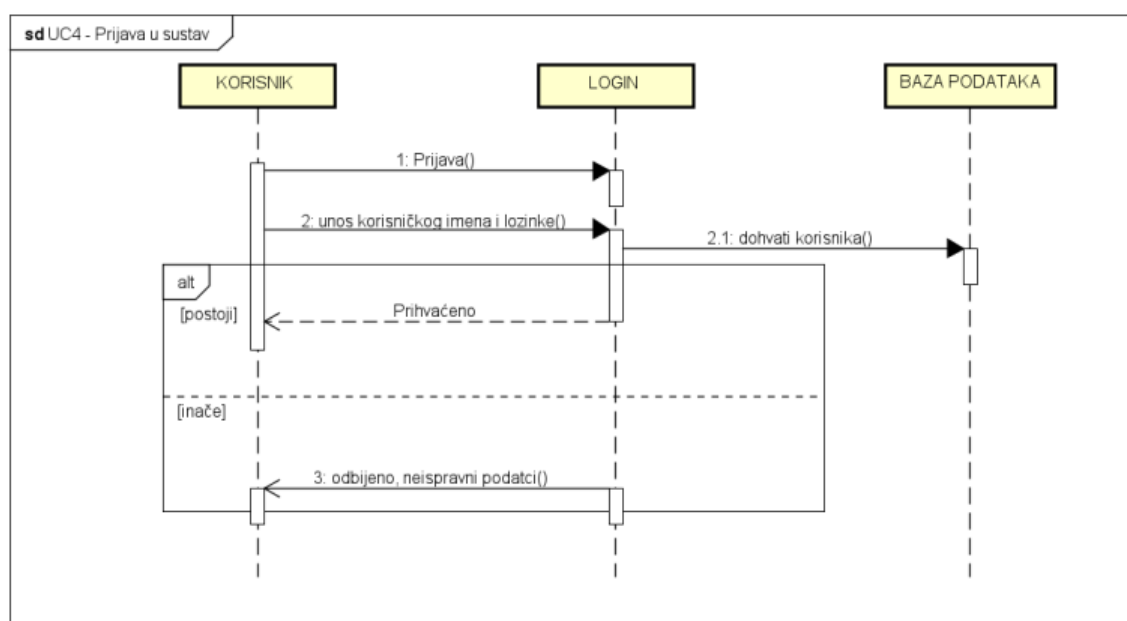 sd UC4 - Prijava u sustav
KORISNIK
LOGIN
BAZA PODATAKA
1: Prijava()
2: unos korisničkog imena i lozinke()
2.1: dohvati korisnika()
alt
[postoji]
Prihvaćeno
[inače]
3: odbijeno, neispravni podatci()